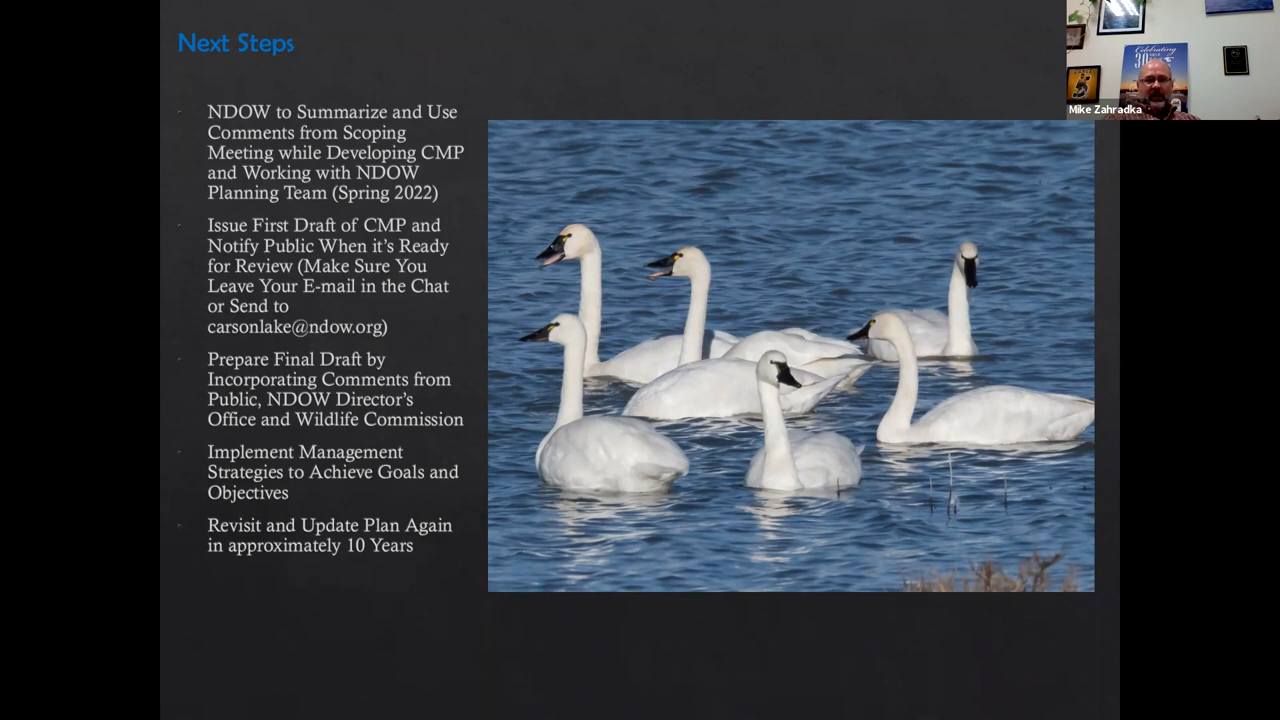 Next Steps
NDOW to Summarize and Use
Comments from Scoping
Meeting while Developing CMP
and Working with NDOW
Planning Team (Spring 2022)
Issue First Draft of CMP and
Notify Public When it’s Ready
for Review (Make Sure You
Leave Your E-mail in the Chat
or Send to
carsonlake@ndow.org)
Prepare Final Draft by
Incorporating Comments from
Public, NDOW Director’s
Office and Wildlife Commission
Implement Management
Strategies to Achieve Goals and
Objectives
Revisit and Update Plan Again
in approximately 10 Years
Celebrating
30
5
Mike Zahradka